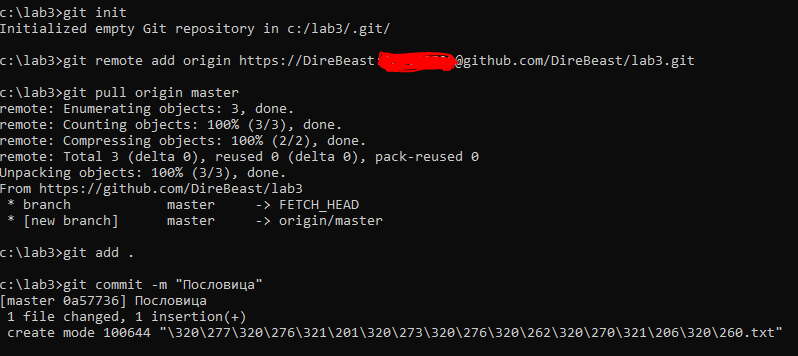 c:\lab3>git init
Initialized empty Git repository in c:/lab3/.git/
c:\lab3>git remote add origin https://DireBeast:@github.com/DireBeast/lab3.git
c:\lab3>git pull origin master
remote: Enumerating objects: 3, done.
remote: Counting objects: 100% (3/3), done.
remote: Compressing objects: 100% (2/2), done.
remote: Total 3 (delta 0), reused 0 (delta 0), pack-reused 0
Unpacking objects: 100% (3/3), done.
From https://github.com/DireBeast/lab3
 * branch            master     -> FETCH_HEAD
 * [new branch]      master     -> origin/master
c:\lab3>git add .
c:\lab3>git commit -m "Пословица"
[master 0a57736] Пословица
 1 file changed, 1 insertion(+)
 create mode 100644 "\320\277\320\276\321\201\320\273\320\276\320\262\320\270\321\206\320\260.txt"